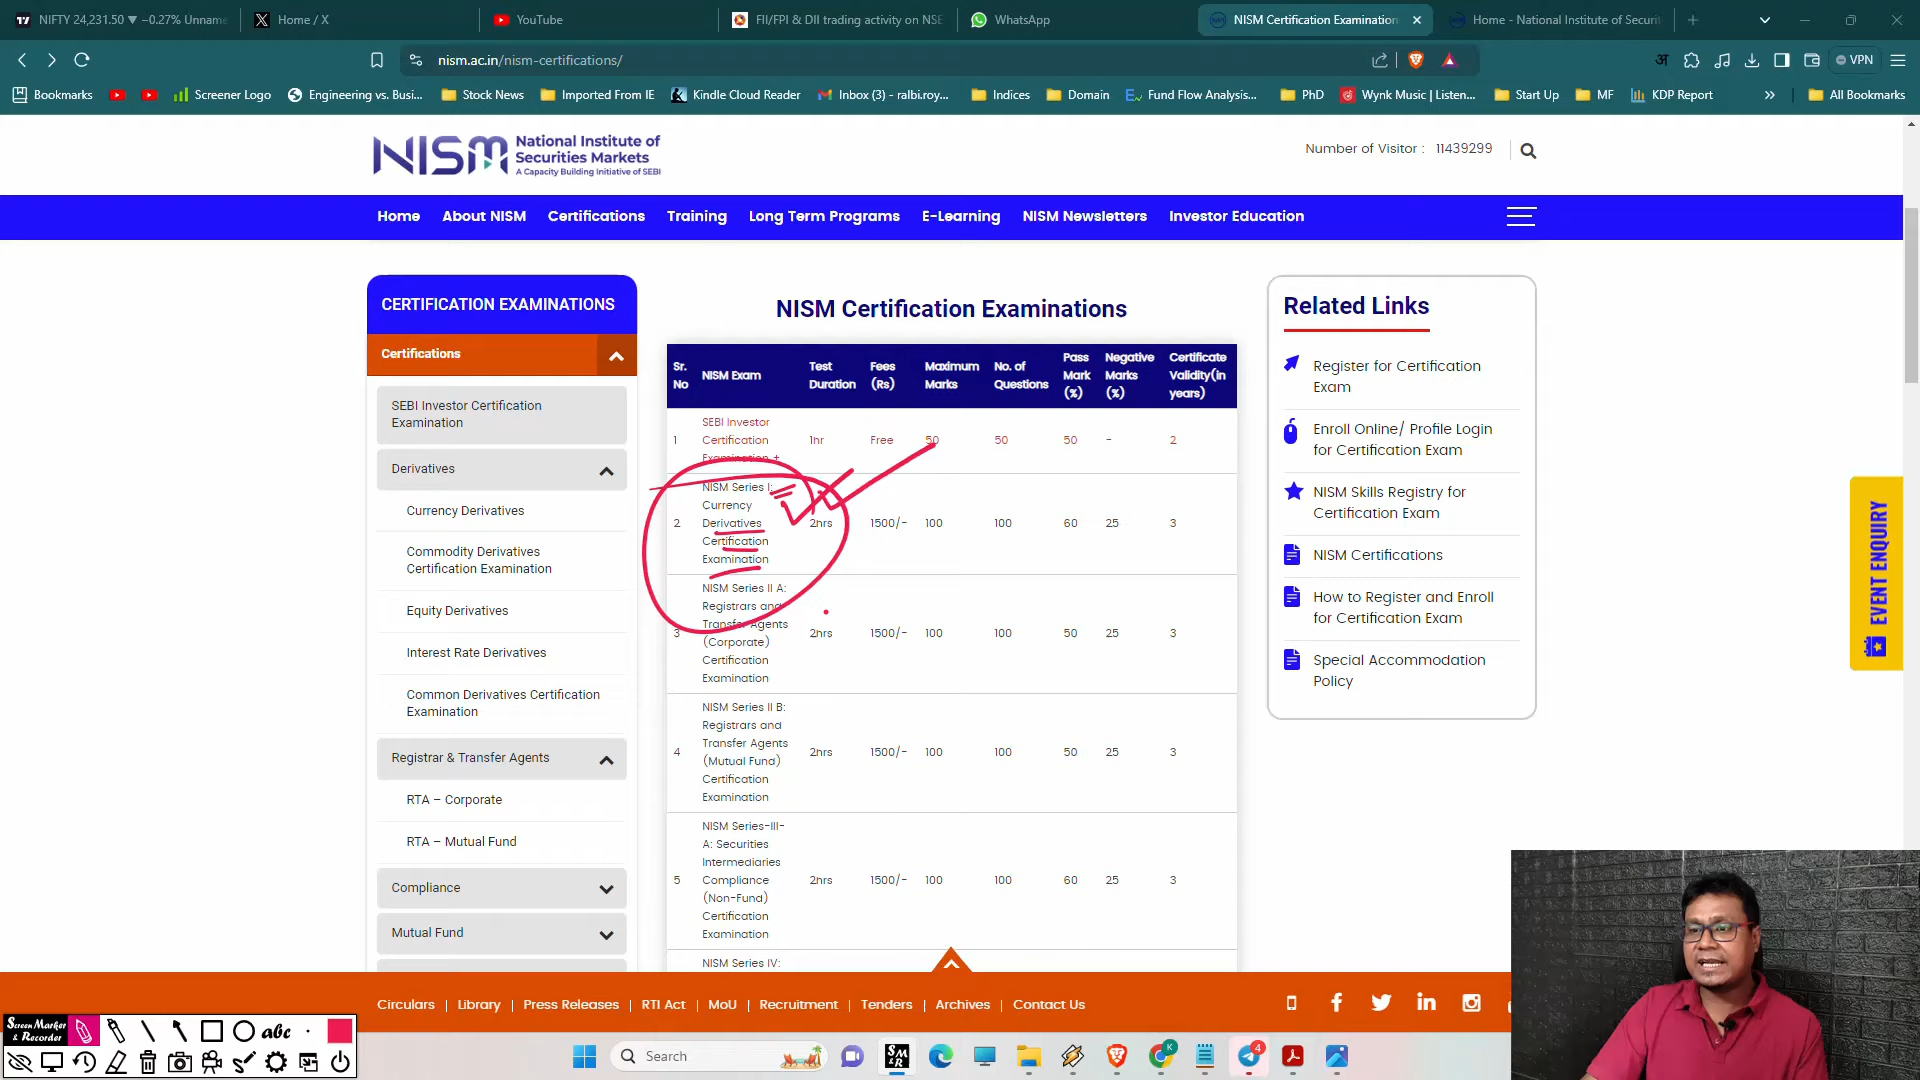 NIFTY 24,231.50 ▼ −0.27% Unname
Home / X
YouTube
FII/FPI & DII trading activity on NSE
WhatsApp
NISM Certification Examination
Home - National Institute of Securit
nism.ac.in/nism-certifications/
VPN
Bookmarks
Screener Logo
Engineering vs. Busi...
Stock News
Imported From IE
Kindle Cloud Reader
Inbox (3) - ralbi.roy...
Indices
Domain
Fund Flow Analysis...
PhD
Wynk Music | Listen...
Start Up
MF
KDP Report
All Bookmarks
NISM National Institute of
Securities Markets
A Capacity Building Initiative of SEBI
Number of Visitor : 11439299
Home About NISM Certifications Training Long Term Programs E-Learning NISM Newsletters Investor Education
CERTIFICATION EXAMINATIONS
Certifications
SEBI Investor Certification
Examination
Derivatives
Currency Derivatives
Commodity Derivatives
Certification Examination
Equity Derivatives
Interest Rate Derivatives
Common Derivatives Certification
Examination
Registrar & Transfer Agents
RTA – Corporate
RTA – Mutual Fund
Compliance
Mutual Fund
NISM Certification Examinations
Sr. No NISM Exam Test Duration Fees (Rs) Maximum Marks No. of Questions Pass Mark (%) Negative Marks (%) Certificate Validity(in years)
1 SEBI Investor Certification Examination + 1hr Free 50 50 50 - 2
2 NISM Series I: Currency Derivatives Certification Examination 2hrs 1500/- 100 100 60 25 3
3 NISM Series II A: Registrars and Transfer Agents (Corporate) Certification Examination 2hrs 1500/- 100 100 50 25 3
4 NISM Series II B: Registrars and Transfer Agents (Mutual Fund) Certification Examination 2hrs 1500/- 100 100 50 25 3
5 NISM Series-III-A: Securities Intermediaries Compliance (Non-Fund) Certification Examination 2hrs 1500/- 100 100 60 25 3
NISM Series IV:
Related Links
Register for Certification
Exam
Enroll Online/ Profile Login
for Certification Exam
NISM Skills Registry for
Certification Exam
NISM Certifications
How to Register and Enroll
for Certification Exam
Special Accommodation
Policy
EVENT ENQUIRY
Circulars | Library | Press Releases | RTI Act | MoU | Recruitment | Tenders | Archives | Contact Us
Screen Marker
& Recorder
abc
Search
SM
&R
K
4